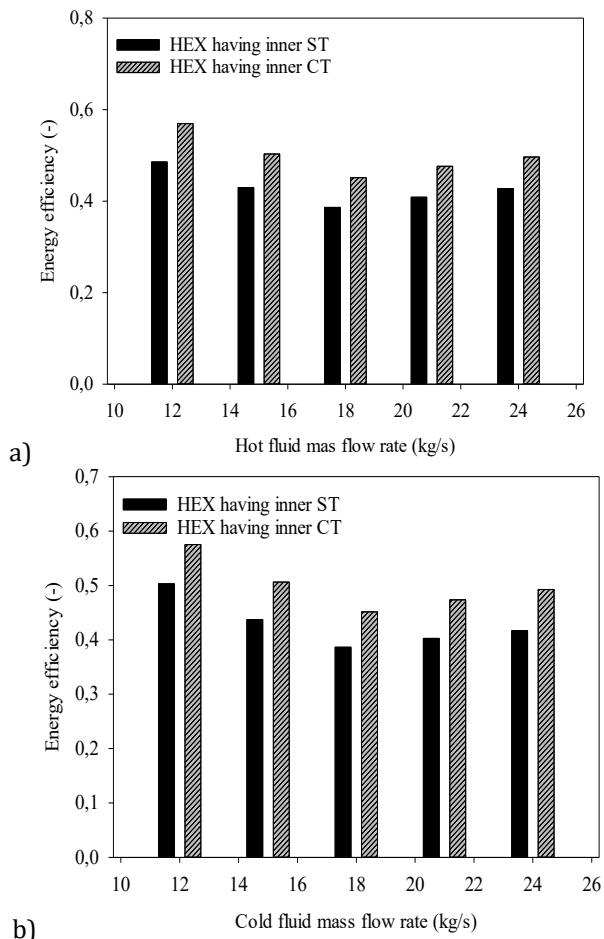 0,8
HEX having inner ST
HEX having inner CT
0,6
0,4
0,2
0,0
Energy efficiency (-)
10 12 14 16 18 20 22 24 26
Hot fluid mas flow rate (kg/s)
a)
0,7
HEX having inner ST
HEX having inner CT
0,6
0,5
0,4
0,3
0,2
0,1
0,0
Energy efficiency (-)
10 12 14 16 18 20 22 24 26
Cold fluid mass flow rate (kg/s)
b)